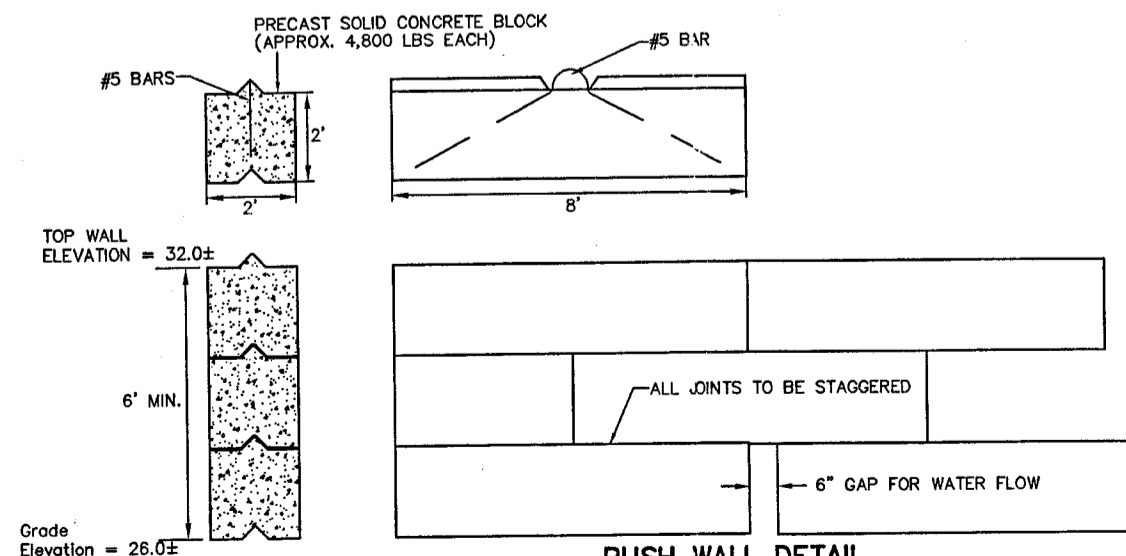 PRECAST SOLID CONCRETE BLOCK
(APPROX. 4,800 LBS EACH)
#5 BAR
#5 BARS
2'
2'
8'
TOP WALL
ELEVATION = 32.0±
6' MIN.
ALL JOINTS TO BE STAGGERED
6" GAP FOR WATER FLOW
Grade
Elevation = 26.0±
PUSH WALL DETAIL